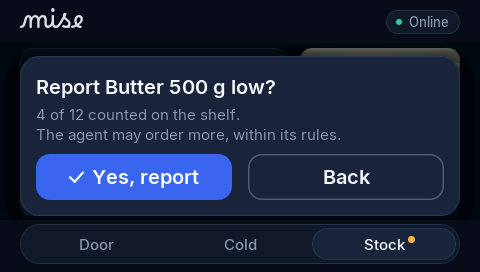 mise
Online
Report Butter 500 g low?
4 of 12 counted on the shelf.
The agent may order more, within its rules.
Yes, report
Back
Door
Cold
Stock